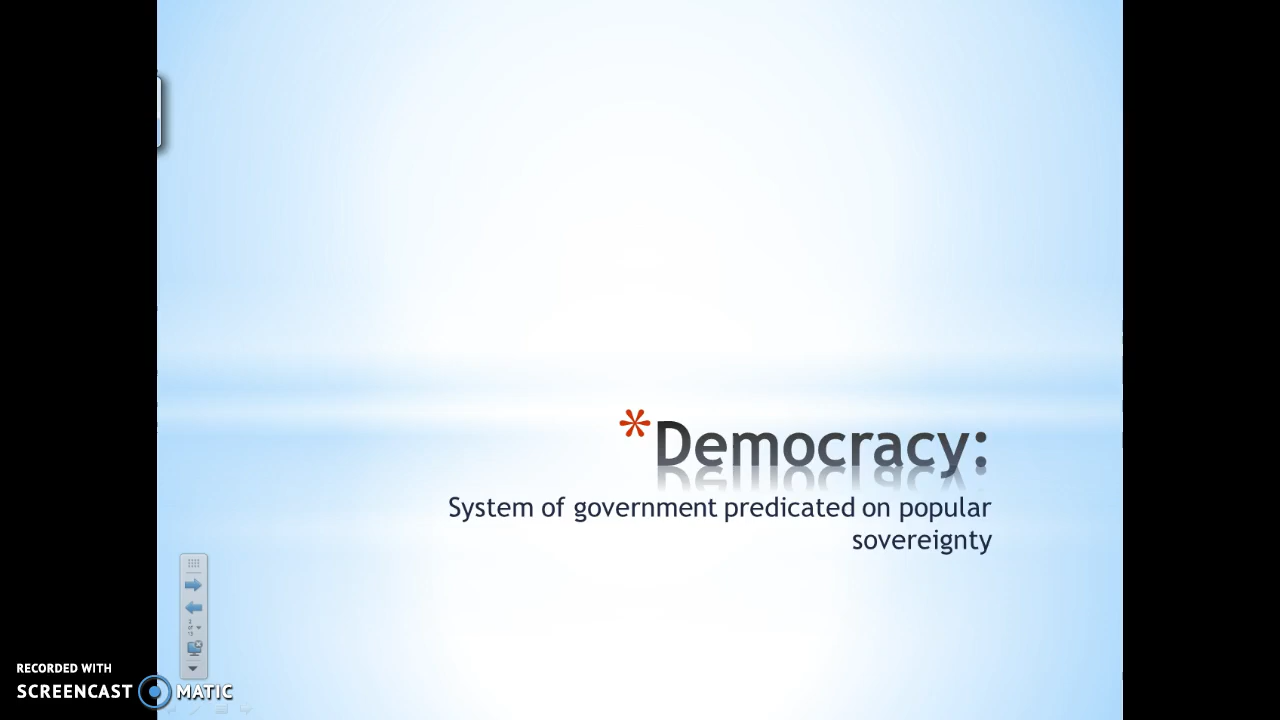 *Democracy:
System of government predicated on popular
sovereignty
RECORDED WITH
SCREENCAST MATIC